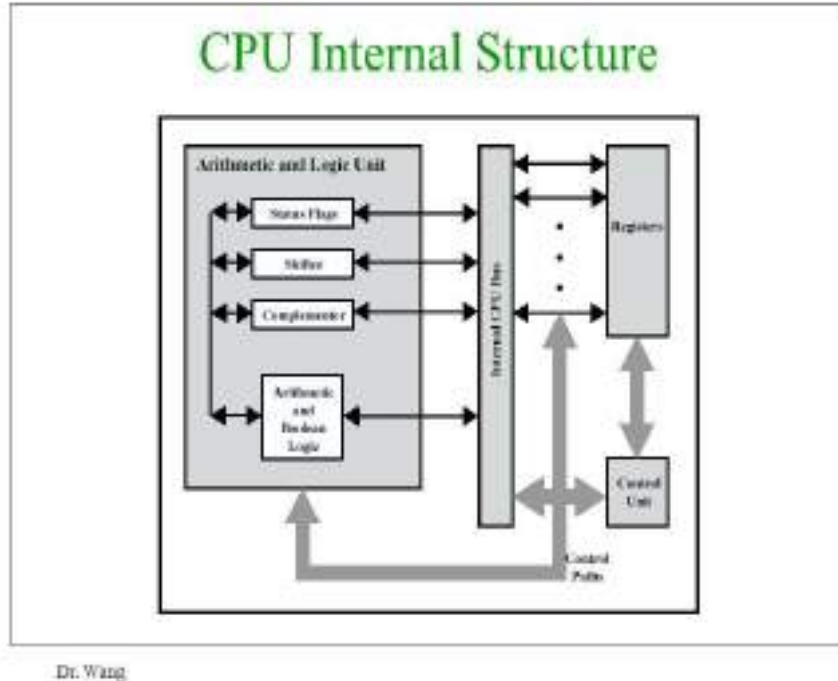 CPU Internal Structure
Arithmetic and Logic Unit
Status Flags
Shifter
Complementer
Arithmetic
and
Boolean
Logic
Internal CPU Bus
Registers
Control
Unit
Control
Paths
Dr. Wang